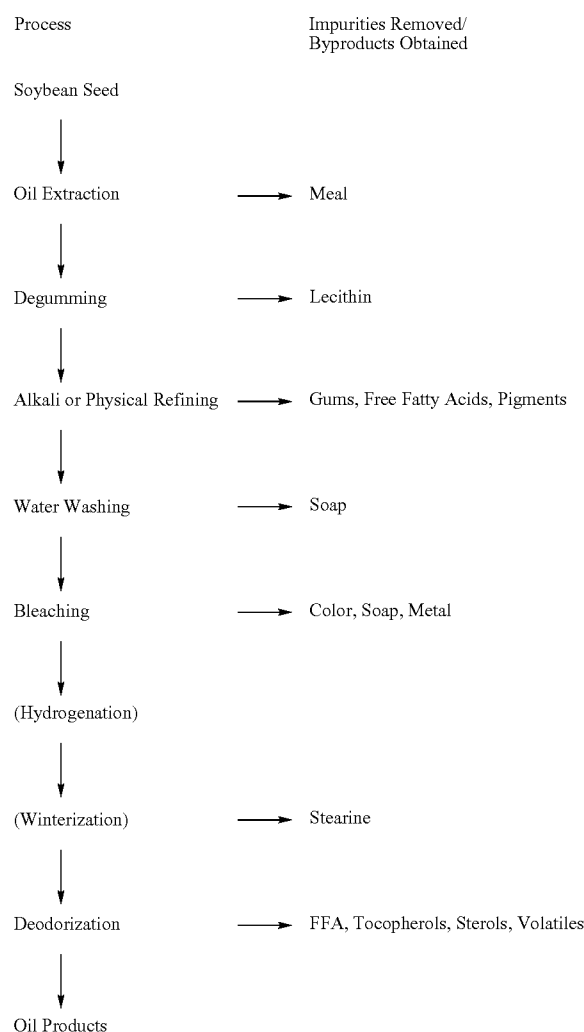 Process
Impurities Removed/
Byproducts Obtained
Soybean Seed
Oil Extraction
Meal
Degumming
Lecithin
Alkali or Physical Refining
Gums, Free Fatty Acids, Pigments
Water Washing
Soap
Bleaching
Color, Soap, Metal
(Hydrogenation)
(Winterization)
Stearine
Deodorization
FFA, Tocopherols, Sterols, Volatiles
Oil Products